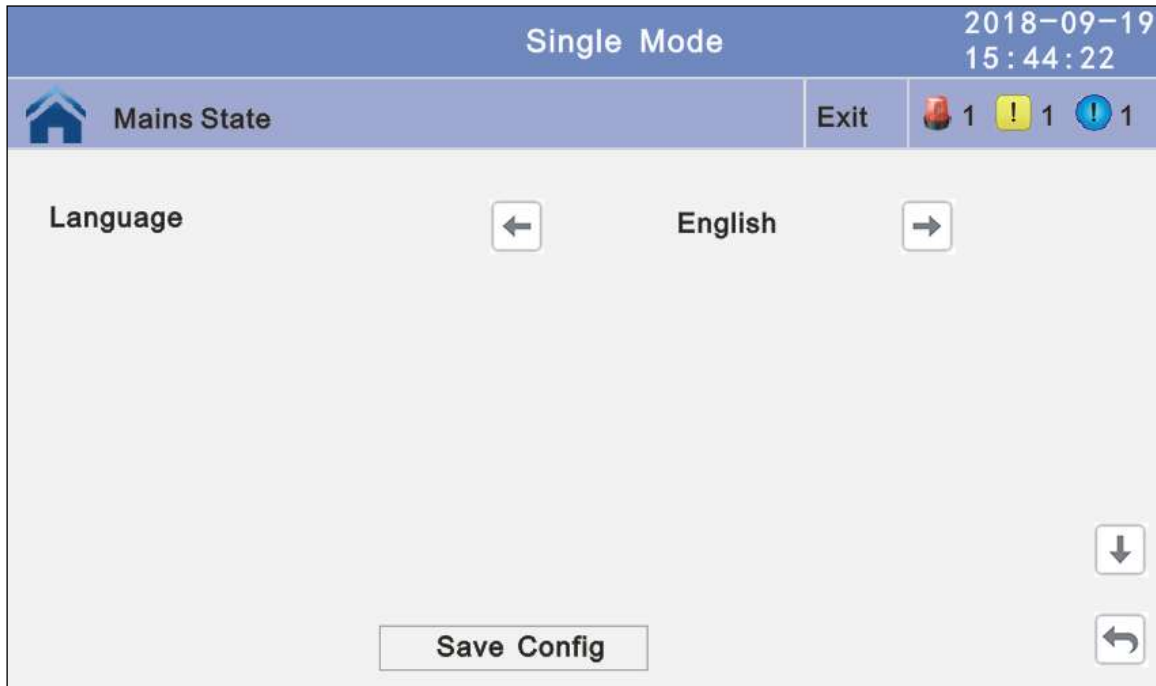 Single Mode
2018-09-19
15:44:22
Mains State
Exit
1
! 1
! 1
Language
English
Save Config